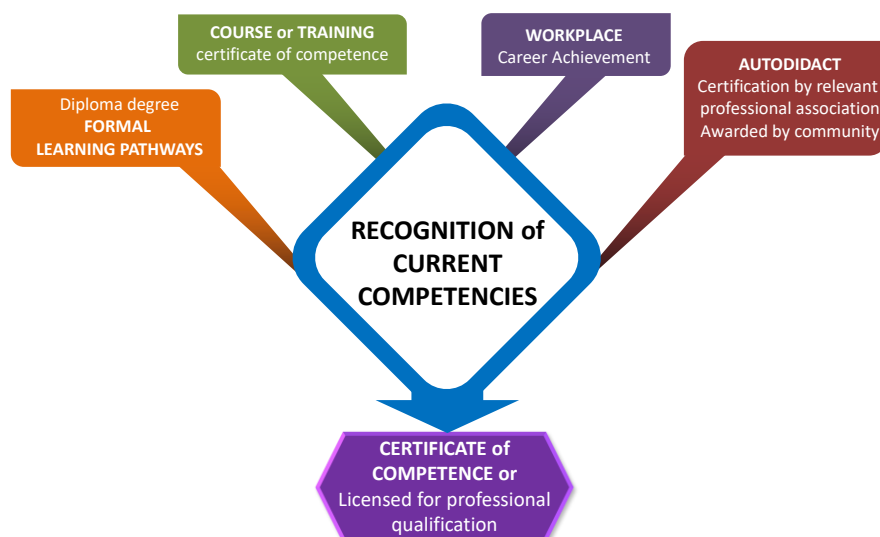 COURSE or TRAINING
certificate of competence
WORKPLACE
Career Achievement
AUTODIDACT
Certification by relevant
professional association
Awarded by community
Diploma degree
FORMAL
LEARNING PATHWAYS
RECOGNITION of
CURRENT
COMPETENCIES
CERTIFICATE of
COMPETENCE or
Licensed for professional
qualification